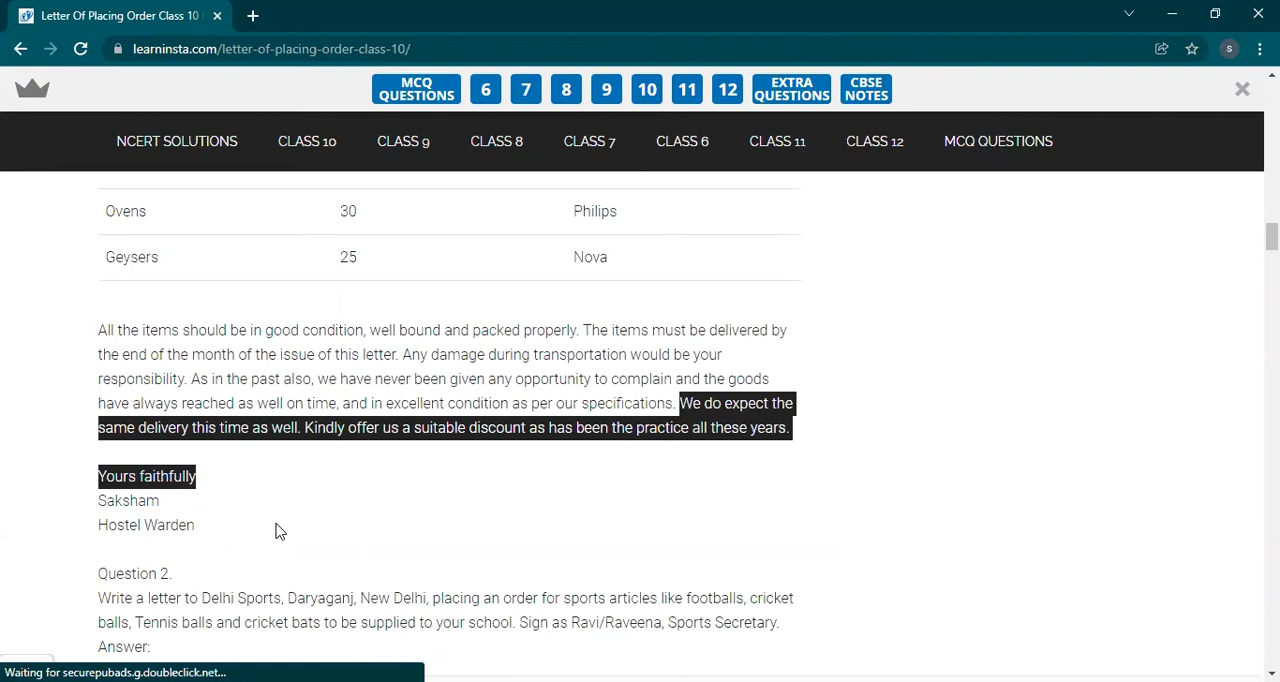 Letter Of Placing Order Class 10
learninsta.com/letter-of-placing-order-class-10/
s
MCQ QUESTIONS 6 7 8 9 10 11 12 EXTRA QUESTIONS CBSE NOTES
NCERT SOLUTIONS CLASS 10 CLASS 9 CLASS 8 CLASS 7 CLASS 6 CLASS 11 CLASS 12 MCQ QUESTIONS
Ovens 30 Philips
Geysers 25 Nova
All the items should be in good condition, well bound and packed properly. The items must be delivered by
the end of the month of the issue of this letter. Any damage during transportation would be your
responsibility. As in the past also, we have never been given any opportunity to complain and the goods
have always reached as well on time, and in excellent condition as per our specifications. We do expect the
same delivery this time as well. Kindly offer us a suitable discount as has been the practice all these years.
Yours faithfully
Saksham
Hostel Warden
Question 2.
Write a letter to Delhi Sports, Daryaganj, New Delhi, placing an order for sports articles like footballs, cricket
balls, Tennis balls and cricket bats to be supplied to your school. Sign as Ravi/Raveena, Sports Secretary.
Answer:
Waiting for securepubads.g.doubleclick.net...